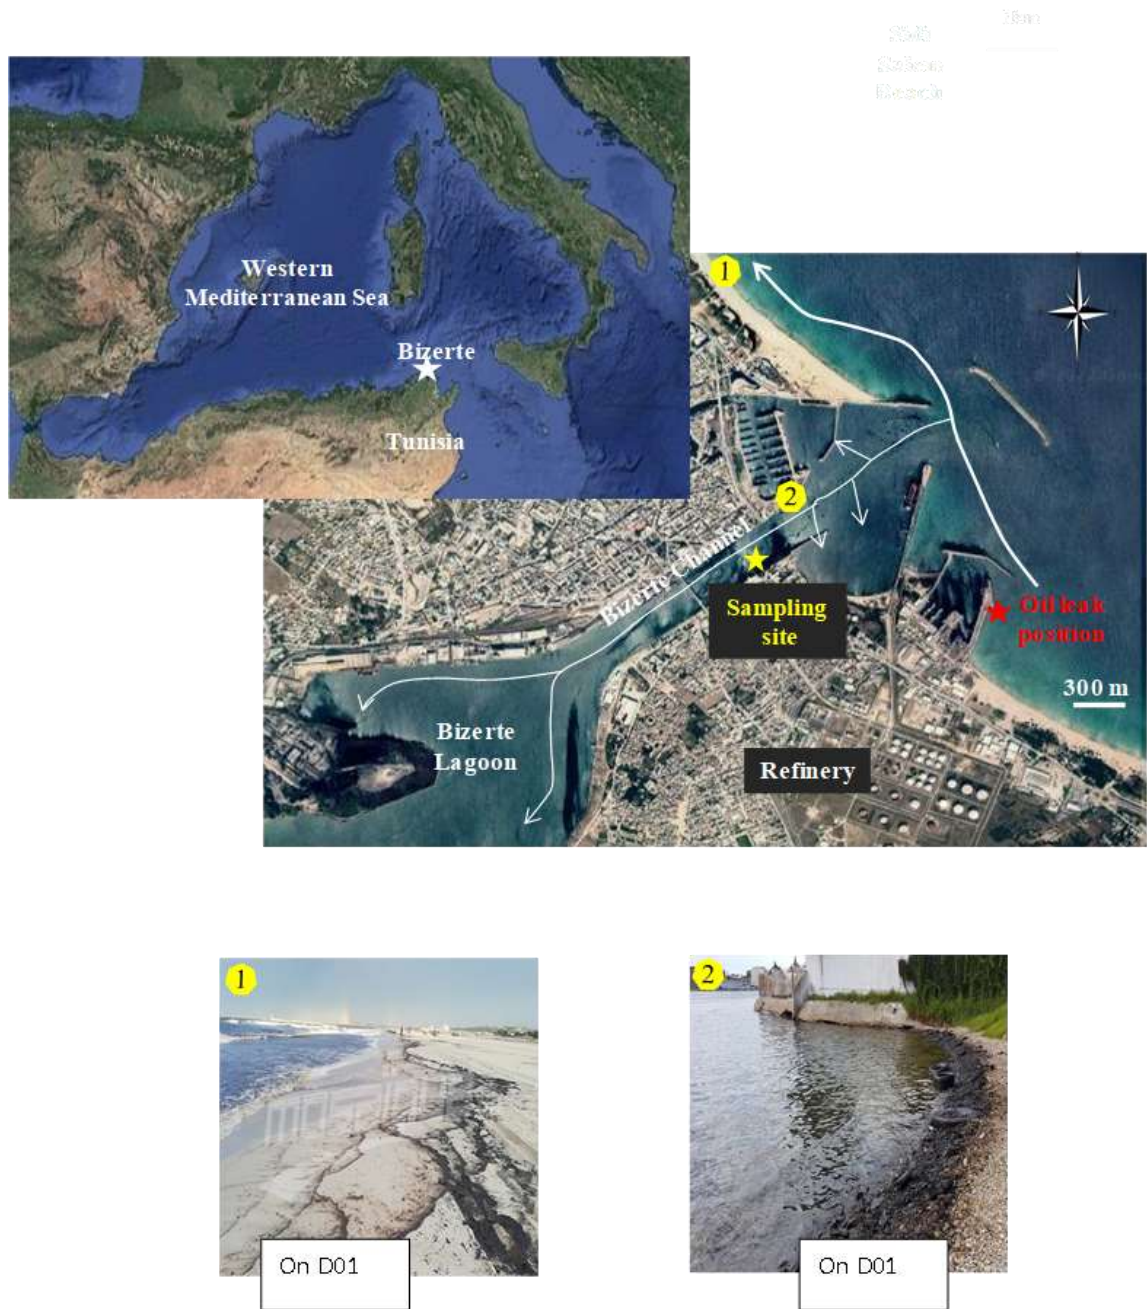 Western
Mediterranean Sea
Bizerte
Tunisia
1
2
Bizerte Channel
Sampling
site
Oil leak
position
300 m
Bizerte
Lagoon
Refinery
1
2
On D01
On D01